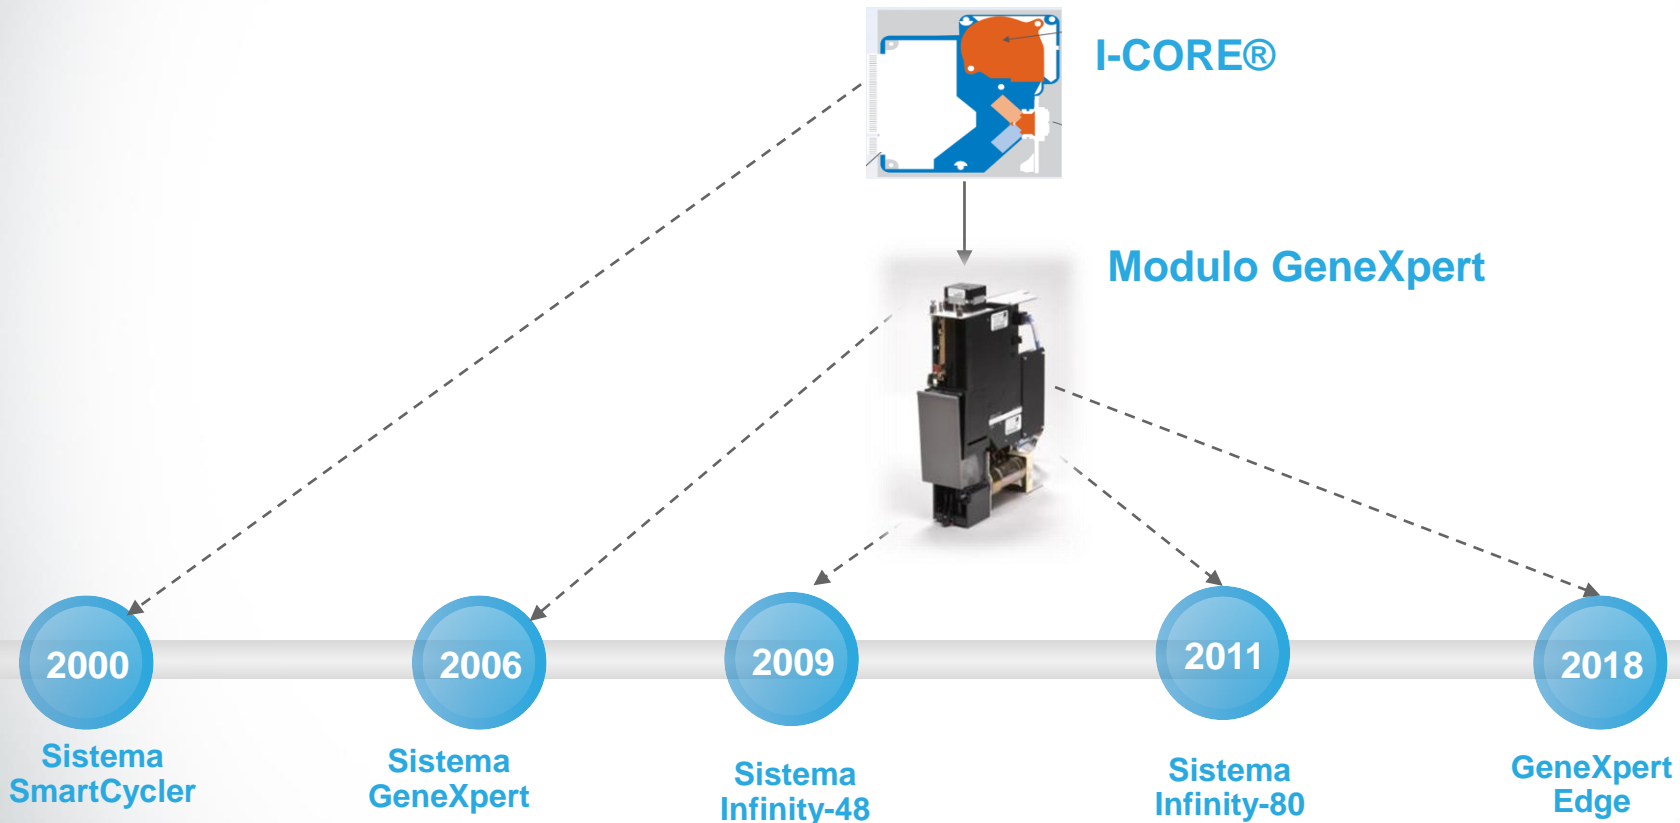 I-CORE®
Modulo GeneXpert
2000
2006
2009
2011
2018
Sistema
SmartCycler
Sistema
GeneXpert
Sistema
Infinity-48
Sistema
Infinity-80
GeneXpert
Edge